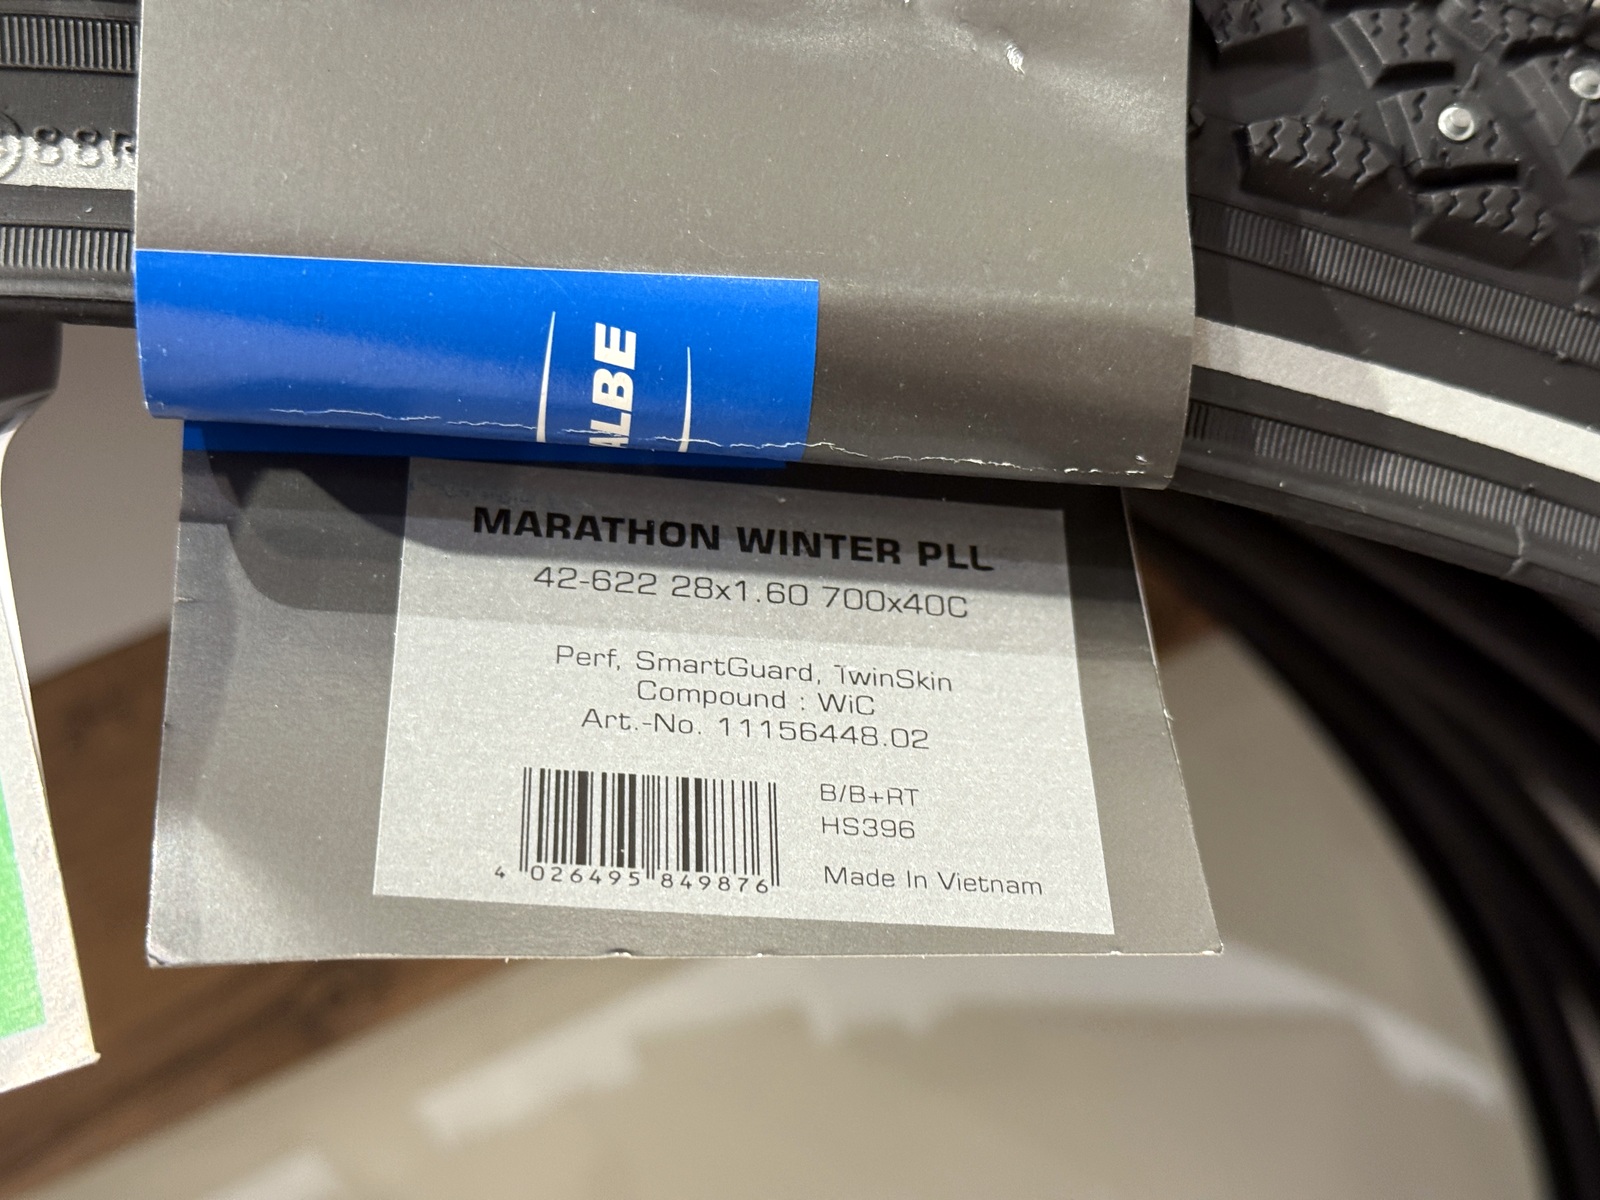 88
ALBE
MARATHON WINTER PLL
42-622 28x1.60 700x40C
Perf, SmartGuard, TwinSkin
Compound : WiC
Art.-No. 11156448.02
B/B+RT
HS396
4 026495 849876
Made In Vietnam